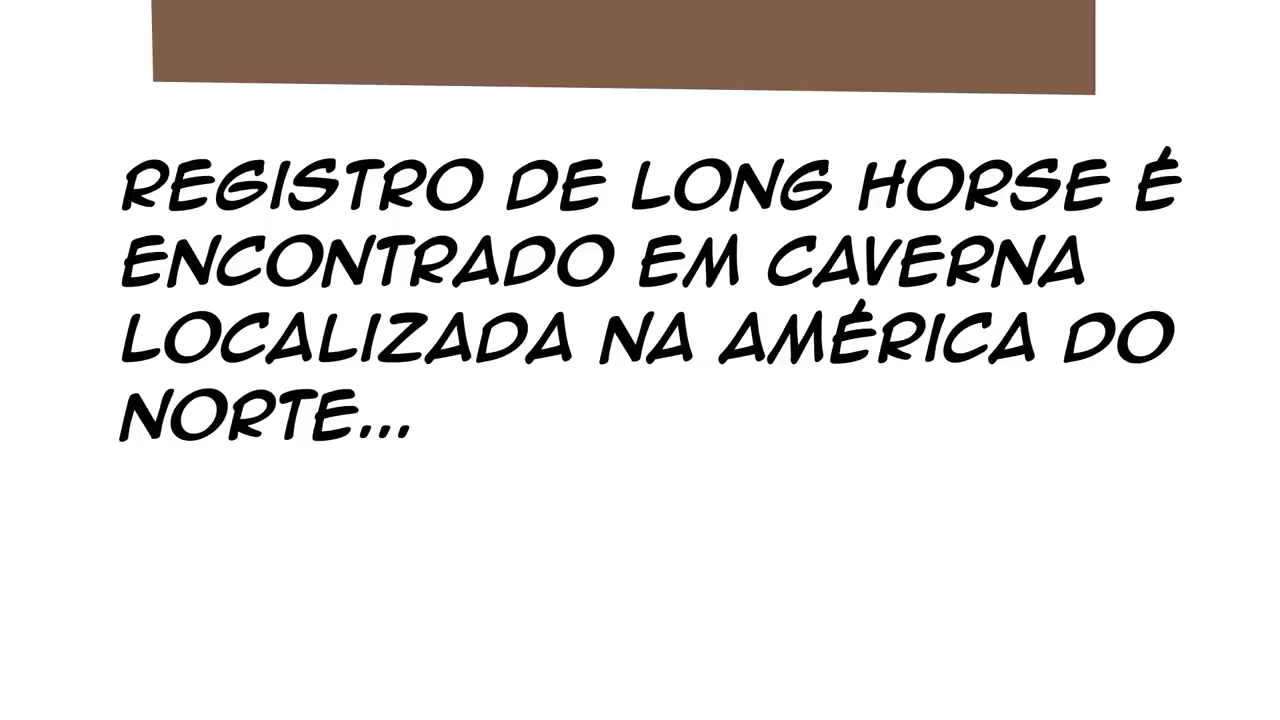 REGISTRO DE LONG HORSE É
ENCONTRADO EM CAVERNA
LOCALIZADA NA AMÉRICA DO
NORTE...